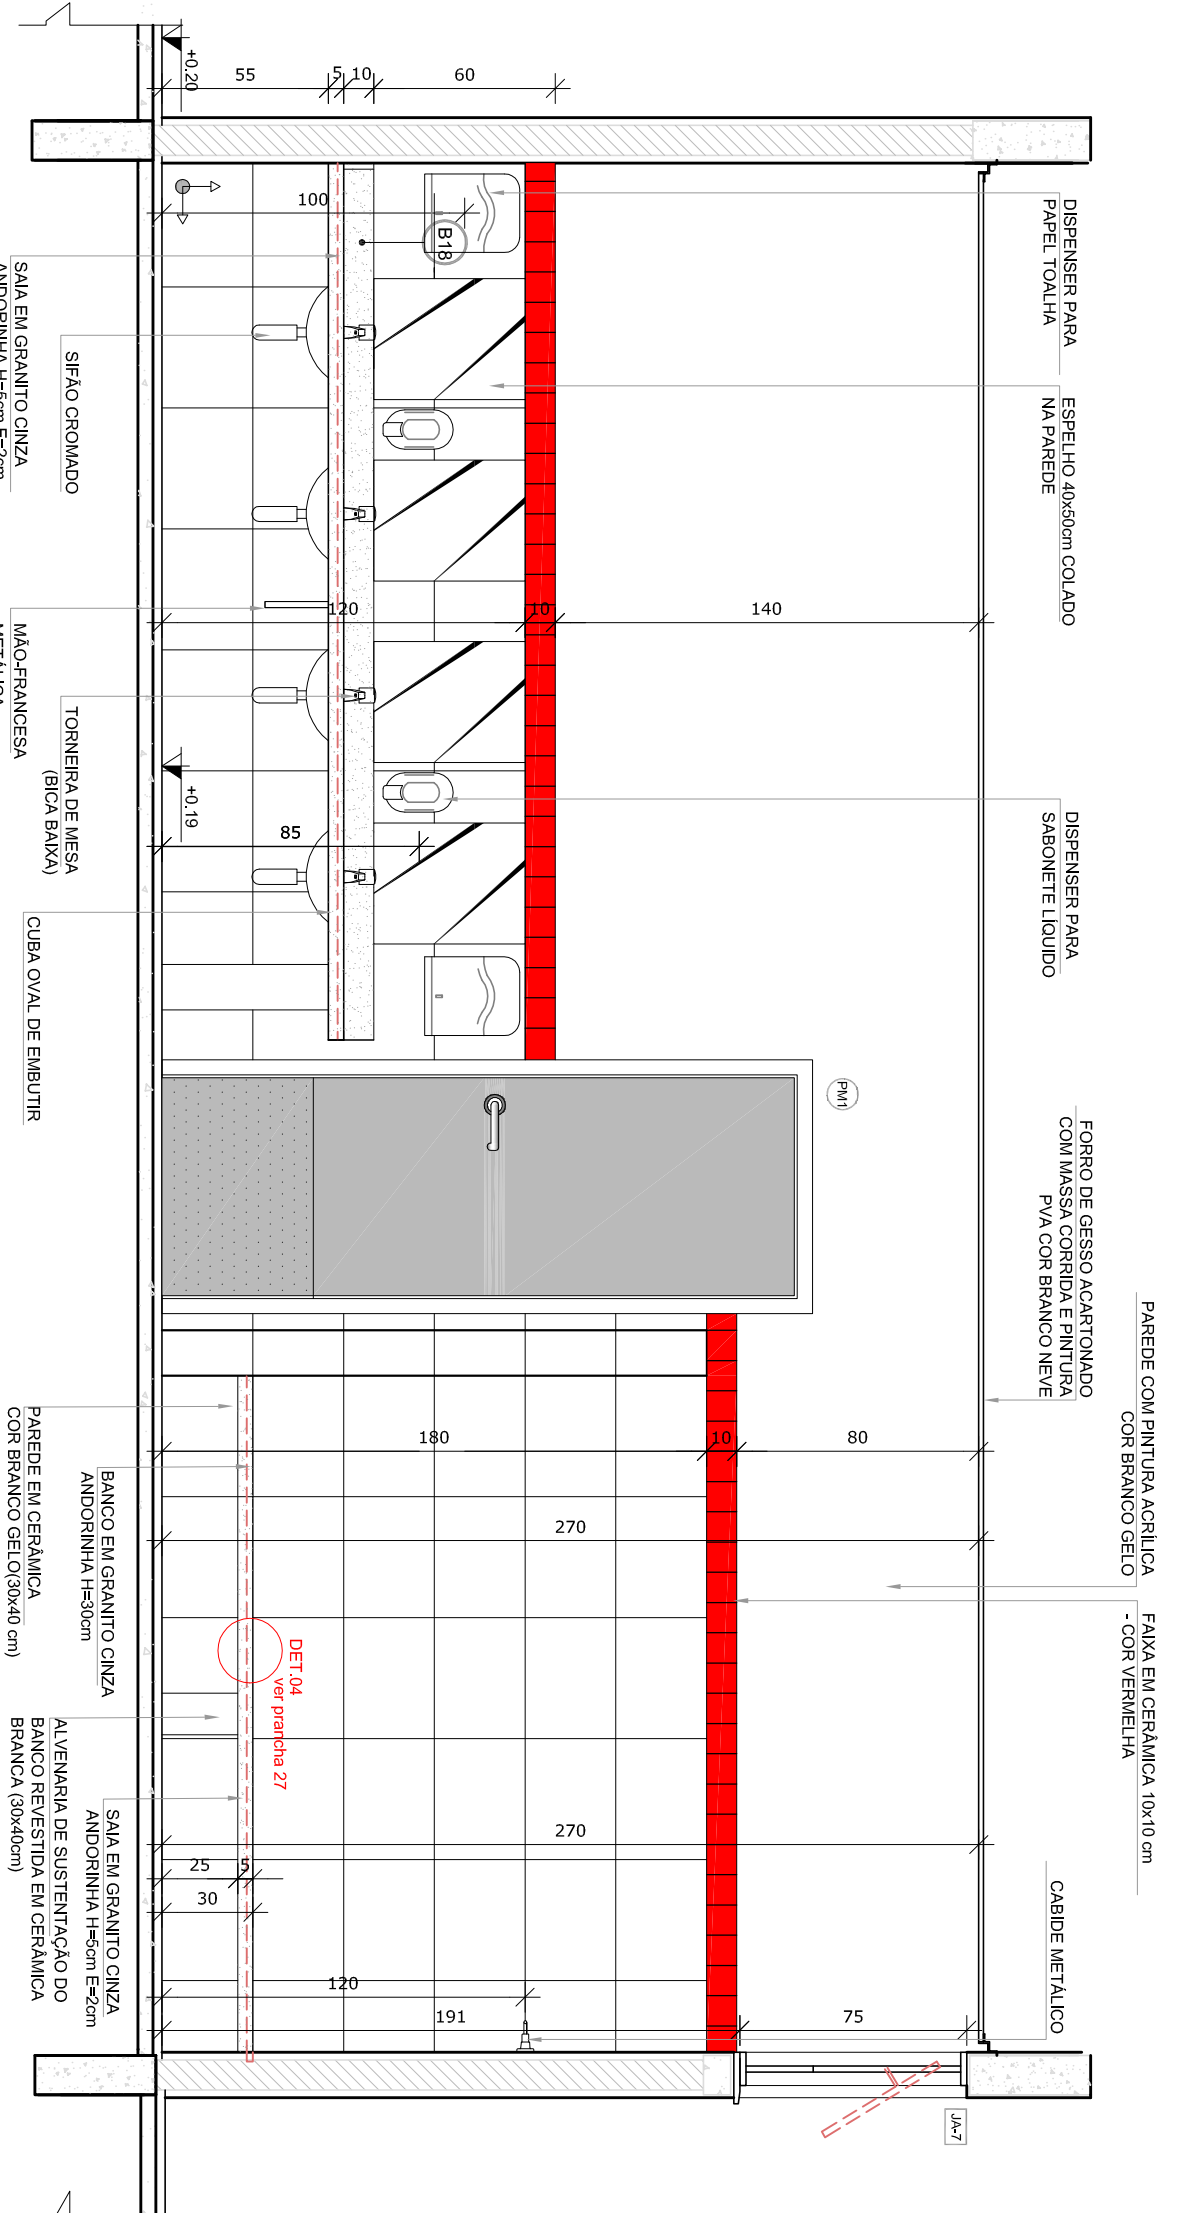 PAREDE COM PINTURA ACRÍLICA
COR BRANCO GELO
FAIXA EM CERÂMICA 10x10 cm
- COR VERMELHA
DISPENSER PARA
PAPEL TOALHA
ESPELHO 40x50cm COLADO
NA PAREDE
DISPENSER PARA
SABONETE LÍQUIDO
FORRO DE GESSO ACARTONADO
COM MASSA CORRIDA E PINTURA
PVA COR BRANCO NEVE
CABIDE METÁLICO
JA-7
PM1
60
10
5
55
+0.20
100
B18
140
10
120
+0.19
85
80
10
180
270
DET.04
ver prancha 27
270
25
5
30
120
191
75
SIFÃO CROMADO
SAIA EM GRANITO CINZA
ANDORINHA H=5cm E=2cm
MÃO-FRANCESA
METÁLICA
TORNEIRA DE MESA
(BICA BAIXA)
CUBA OVAL DE EMBUTIR
PAREDE EM CERÂMICA
COR BRANCO GELO(30x40 cm)
BANCO EM GRANITO CINZA
ANDORINHA H=30cm
ALVENARIA DE SUSTENTAÇÃO DO
BANCO REVESTIDA EM CERÂMICA
BRANCA (30x40cm)
SAIA EM GRANITO CINZA
ANDORINHA H=5cm E=2cm